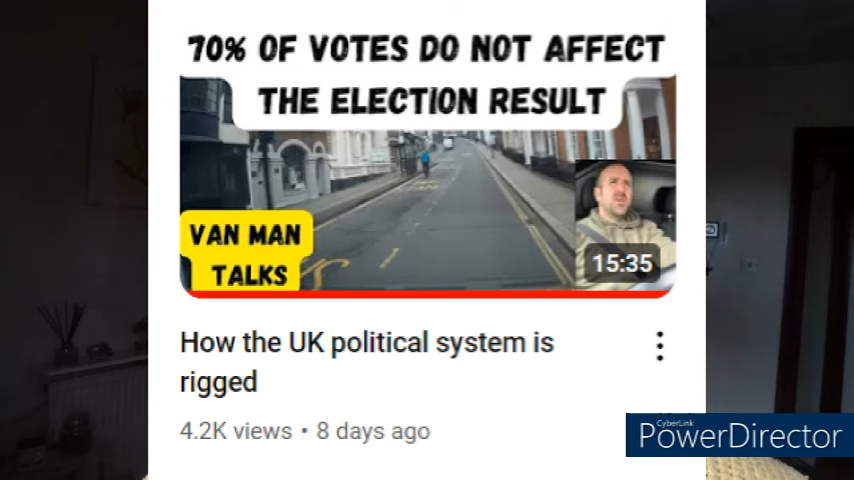 70% OF VOTES DO NOT AFFECT
THE ELECTION RESULT
VAN MAN
TALKS
15:35
How the UK political system is
rigged
4.2K views • 8 days ago
CyberLink
PowerDirector